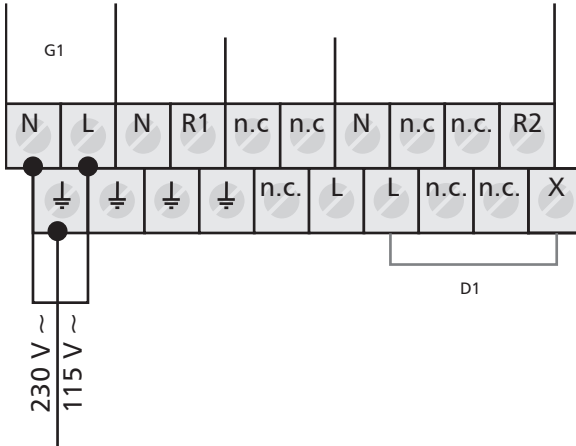 G1
N L N R1 n.c n.c N n.c n.c. R2
n.c. L L n.c. n.c. X
D1
230 V ~
115 V ~